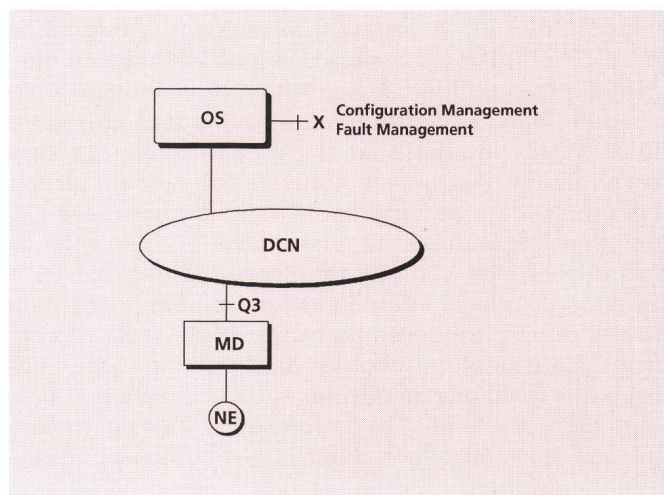 OS
X
Configuration Management
Fault Management
DCN
Q3
MD
NE